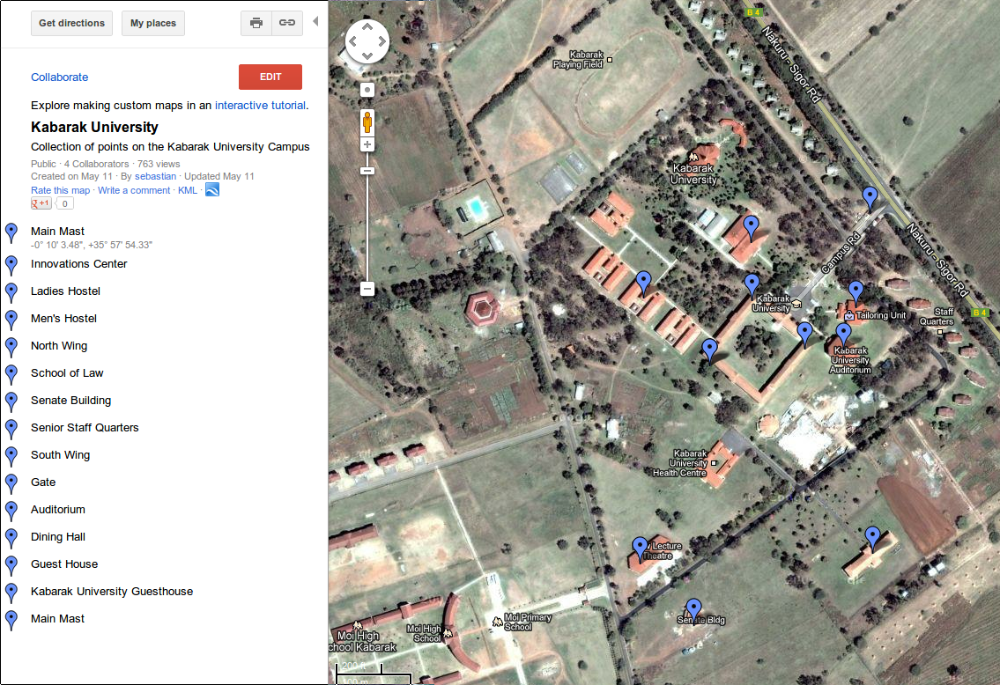 Get directions
My places
Collaborate
EDIT
Explore making custom maps in an interactive tutorial.
Kabarak University
Collection of points on the Kabarak University Campus
Public · 4 Collaborators · 763 views
Created on May 11 · By sebastian · Updated May 11
Rate this map · Write a comment · KML ·
+1 0
Main Mast
-0° 10' 3.48", +35° 57' 54.33"
Innovations Center
Ladies Hostel
Men's Hostel
North Wing
School of Law
Senate Building
Senior Staff Quarters
South Wing
Gate
Auditorium
Dining Hall
Guest House
Kabarak University Guesthouse
Main Mast
B 4
Nakuru - Sigor Rd
Kabarak
Playing Field
Kabarak
University
Campus Rd
Nakuru - Sigor Rd
Kabarak
University
Tailoring Unit
Staff
Quarters
B 4
Kabarak
University
Auditorium
Kabarak
University
Health Centre
Lecture
Theatre
Senate Bldg
Moi Primary
School
Moi High
School
Moi High
chool Kabarak
200 ft
100 m